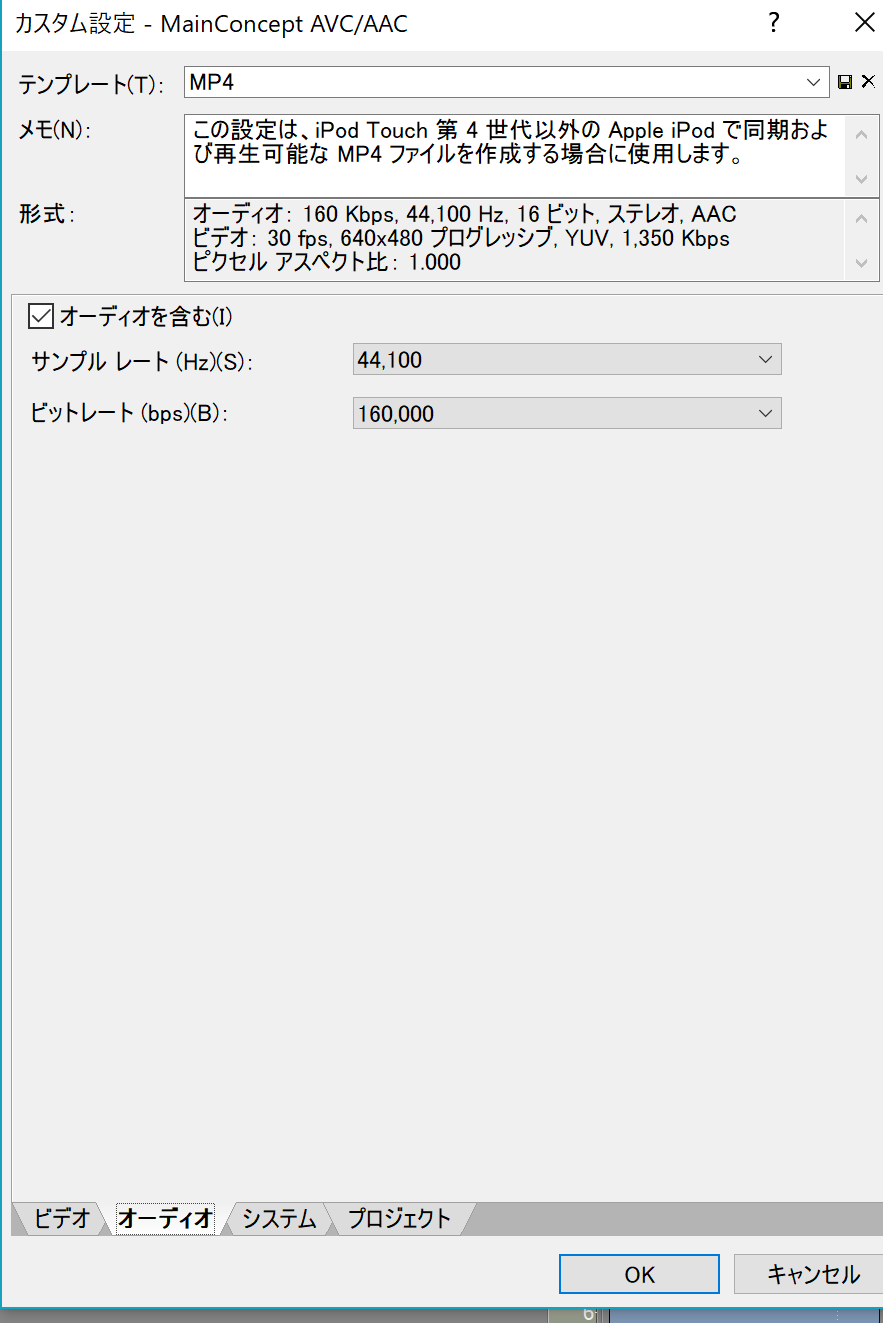 カスタム設定 - MainConcept AVC/AAC
?
テンプレート(T):
MP4
メモ(N):
この設定は、iPod Touch 第 4 世代以外の Apple iPod で同期およ
び再生可能な MP4 ファイルを作成する場合に使用します。
形式:
オーディオ: 160 Kbps, 44,100 Hz, 16 ビット, ステレオ, AAC
ビデオ: 30 fps, 640x480 プログレッシブ, YUV, 1,350 Kbps
ピクセル アスペクト比: 1.000
オーディオを含む(I)
サンプル レート (Hz)(S):
44,100
ビットレート (bps)(B):
160,000
ビデオ
オーディオ
システム
プロジェクト
OK
キャンセル